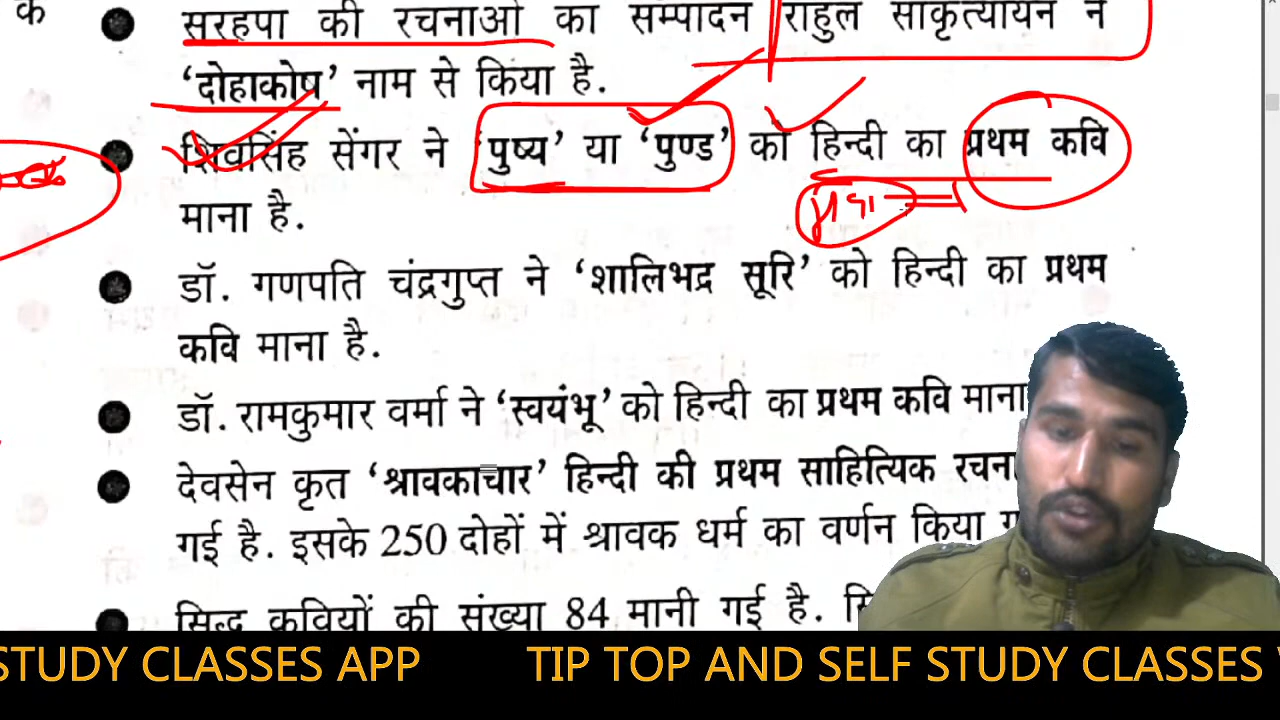 क
सरहपा की रचनाओं का सम्पादन राहुल सांकृत्यायन ने
‘दोहाकोष’ नाम से किया है.
शिवसिंह सेंगर ने पुष्य’ या ‘पुण्ड’ को हिन्दी का प्रथम कवि
माना है.
डॉ. गणपति चंद्रगुप्त ने ‘शालिभद्र सूरि’ को हिन्दी का प्रथम
कवि माना है.
डॉ. रामकुमार वर्मा ने ‘स्वयंभू’ को हिन्दी का प्रथम कवि माना
देवसेन कृत ‘श्रावकाचार’ हिन्दी की प्रथम साहित्यिक
गई है. इसके 250 दोहों में श्रावक धर्म का वर्णन किया
सिद्ध कवियों की संख्या 84 मानी गई है.
STUDY CLASSES APP TIP TOP AND SELF STUDY CLASSES